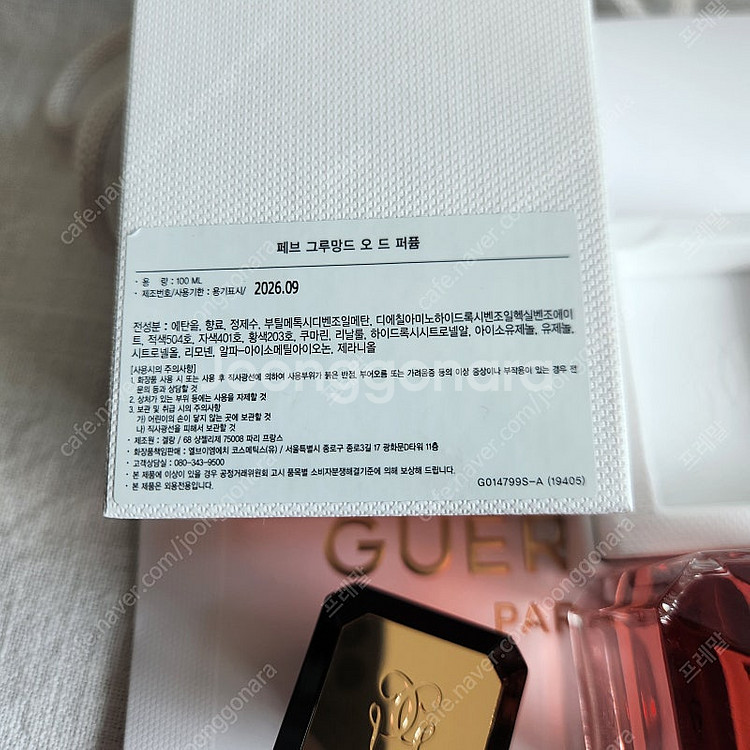 페브 그루망드 오 드 퍼퓸
· 용 량 : 100 ML
· 제조번호/사용기한 : 용기표시/ 2026.09
전성분 : 에탄올, 향료, 정제수, 부틸메톡시디벤조일메탄, 디에칠아미노하이드록시벤조일헥실벤조에이
트, 적색504호, 자색401호, 황색203호, 쿠마린, 리날룰, 하이드록시시트로넬알, 아이소유제놀, 유제놀,
시트로넬올, 리모넨, 알파-아이소메틸아이오논, 제라니올
[사용시의 주의사항]
1. 화장품 사용 시 또는 사용 후 직사광선에 의하여 사용부위가 붉은 반점, 부어오름 또는 가려움증 등의 이상 증상이나 부작용이 있는 경우 전
문의 등과 상담할 것
2. 상처가 있는 부위 등에는 사용을 자제할 것
3. 보관 및 취급 시의 주의사항
가) 어린이의 손이 닿지 않는 곳에 보관할 것
나) 직사광선을 피해서 보관할 것
· 제조원 : 겔랑 / 68 샹젤리제 75008 파리 프랑스
· 화장품책임판매 : 엘브이엠에치 코스메틱스(유) / 서울특별시 종로구 종로3길 17 광화문D타워 11층
· 고객상담실 : 080-343-9500
· 본 제품에 이상이 있을 경우 공정거래위원회 고시 품목별 소비자분쟁해결기준에 의해 보상해 드립니다.
· 본 제품은 외용전용입니다.
G014799S-A (19405)
GUER
PAR
joonggonara
cafe.naver.com/joonggonara
프레말